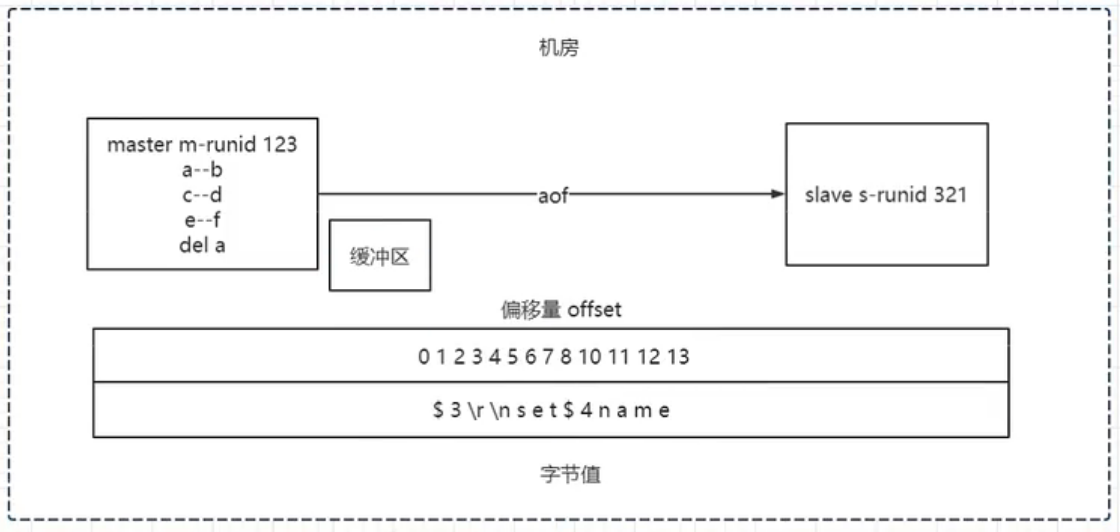 机房
master m-runid 123
a--b
c--d
e--f
del a
aof
slave s-runid 321
缓冲区
偏移量 offset
0 1 2 3 4 5 6 7 8 10 11 12 13
$ 3 \r \n s e t $ 4 n a m e
字节值